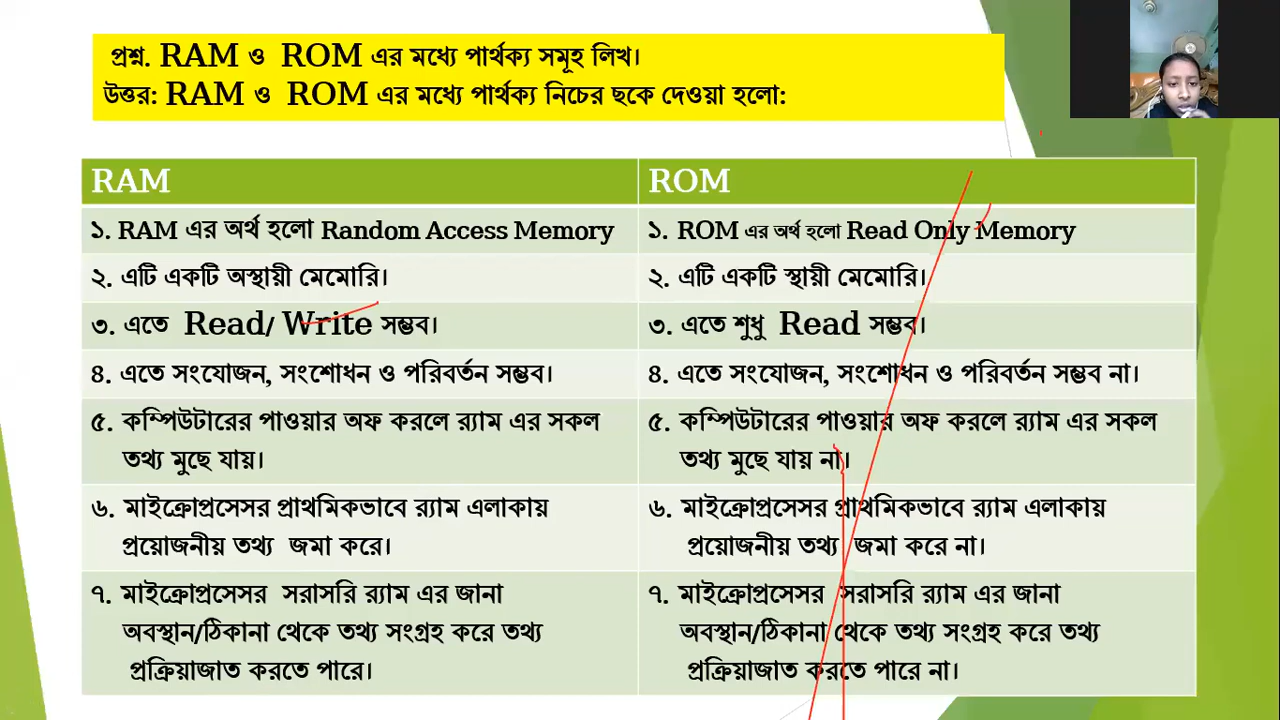 প্রশ্ন. RAM ও ROM এর মধ্যে পার্থক্য সমূহ লিখ।
উত্তর: RAM ও ROM এর মধ্যে পার্থক্য নিচের ছকে দেওয়া হলো:
RAM
ROM
১. RAM এর অর্থ হলো Random Access Memory
১. ROM এর অর্থ হলো Read Only Memory
২. এটি একটি অস্থায়ী মেমোরি।
২. এটি একটি স্থায়ী মেমোরি।
৩. এতে Read/ Write সম্ভব।
৩. এতে শুধু Read সম্ভব।
৪. এতে সংযোজন, সংশোধন ও পরিবর্তন সম্ভব।
৪. এতে সংযোজন, সংশোধন ও পরিবর্তন সম্ভব না।
৫. কম্পিউটারের পাওয়ার অফ করলে র‍্যাম এর সকল
তথ্য মুছে যায়।
৫. কম্পিউটারের পাওয়ার অফ করলে র‍্যাম এর সকল
তথ্য মুছে যায় না।
৬. মাইক্রোপ্রসেসর প্রাথমিকভাবে র‍্যাম এলাকায়
প্রয়োজনীয় তথ্য জমা করে।
৬. মাইক্রোপ্রসেসর প্রাথমিকভাবে র‍্যাম এলাকায়
প্রয়োজনীয় তথ্য জমা করে না।
৭. মাইক্রোপ্রসেসর সরাসরি র‍্যাম এর জানা
অবস্থান/ঠিকানা থেকে তথ্য সংগ্রহ করে তথ্য
প্রক্রিয়াজাত করতে পারে।
৭. মাইক্রোপ্রসেসর সরাসরি র‍্যাম এর জানা
অবস্থান/ঠিকানা থেকে তথ্য সংগ্রহ করে তথ্য
প্রক্রিয়াজাত করতে পারে না।